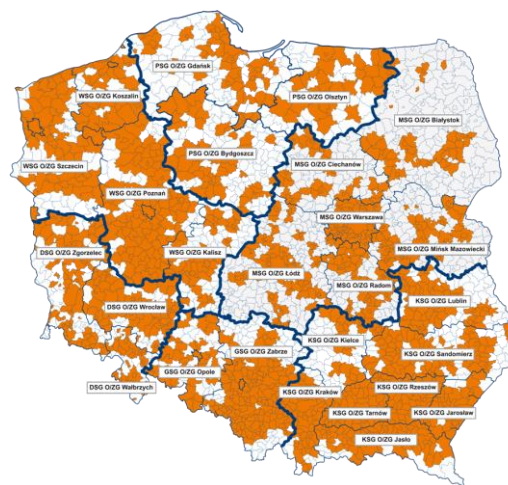 PSG O/ZG Gdańsk
WSG O/ZG Koszalin
PSG O/ZG Olsztyn
MSG O/ZG Białystok
PSG O/ZG Bydgoszcz
WSG O/ZG Szczecin
MSG O/ZG Ciechanów
WSG O/ZG Poznań
MSG O/ZG Warszawa
MSG O/ZG Mińsk Mazowiecki
DSG O/ZG Zgorzelec
WSG O/ZG Kalisz
MSG O/ZG Łódź
MSG O/ZG Radom
KSG O/ZG Lublin
DSG O/ZG Wrocław
KSG O/ZG Kielce
GSG O/ZG Zabrze
KSG O/ZG Sandomierz
GSG O/ZG Opole
DSG O/ZG Wałbrzych
KSG O/ZG Rzeszów
KSG O/ZG Kraków
KSG O/ZG Tarnów
KSG O/ZG Jarosław
KSG O/ZG Jasło